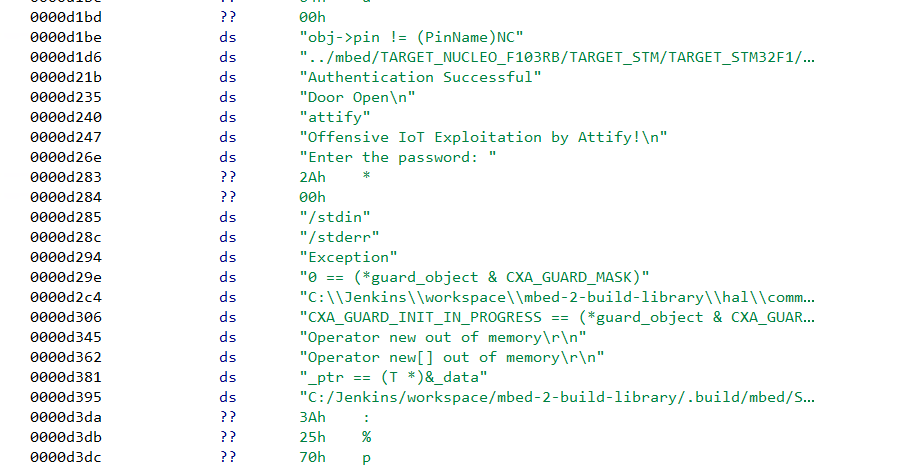 0000d1bd ?? 00h
0000d1be ds "obj->pin != (PinName)NC"
0000d1d6 ds "../mbed/TARGET_NUCLEO_F103RB/TARGET_STM/TARGET_STM32F1/...
0000d21b ds "Authentication Successful"
0000d235 ds "Door Open\n"
0000d240 ds "attify"
0000d247 ds "Offensive IoT Exploitation by Attify!\n"
0000d26e ds "Enter the password: "
0000d283 ?? 2Ah *
0000d284 ?? 00h
0000d285 ds "/stdin"
0000d28c ds "/stderr"
0000d294 ds "Exception"
0000d29e ds "0 == (*guard_object & CXA_GUARD_MASK)"
0000d2c4 ds "C:\\Jenkins\\workspace\\mbed-2-build-library\\hal\\comm...
0000d306 ds "CXA_GUARD_INIT_IN_PROGRESS == (*guard_object & CXA_GUAR...
0000d345 ds "Operator new out of memory\r\n"
0000d362 ds "Operator new[] out of memory\r\n"
0000d381 ds "_ptr == (T *)&_data"
0000d395 ds "C:/Jenkins/workspace/mbed-2-build-library/.build/mbed/S...
0000d3da ?? 3Ah :
0000d3db ?? 25h %
0000d3dc ?? 70h p